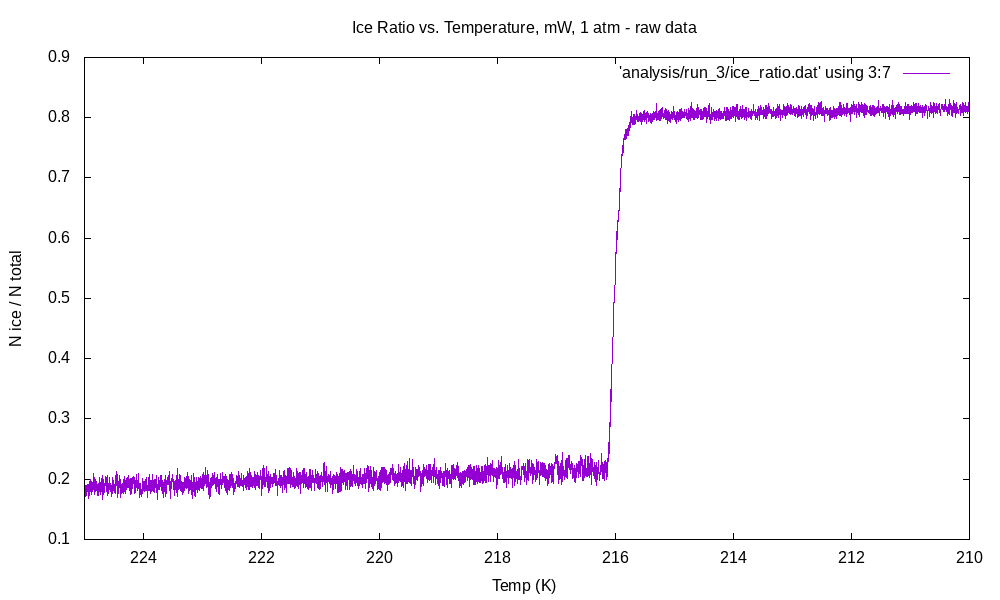 Ice Ratio vs. Temperature, mW, 1 atm - raw data
'analysis/run_3/ice_ratio.dat' using 3:7
0.9
0.8
0.7
0.6
0.5
0.4
0.3
0.2
0.1
N ice / N total
224 222 220 218 216 214 212 210
Temp (K)